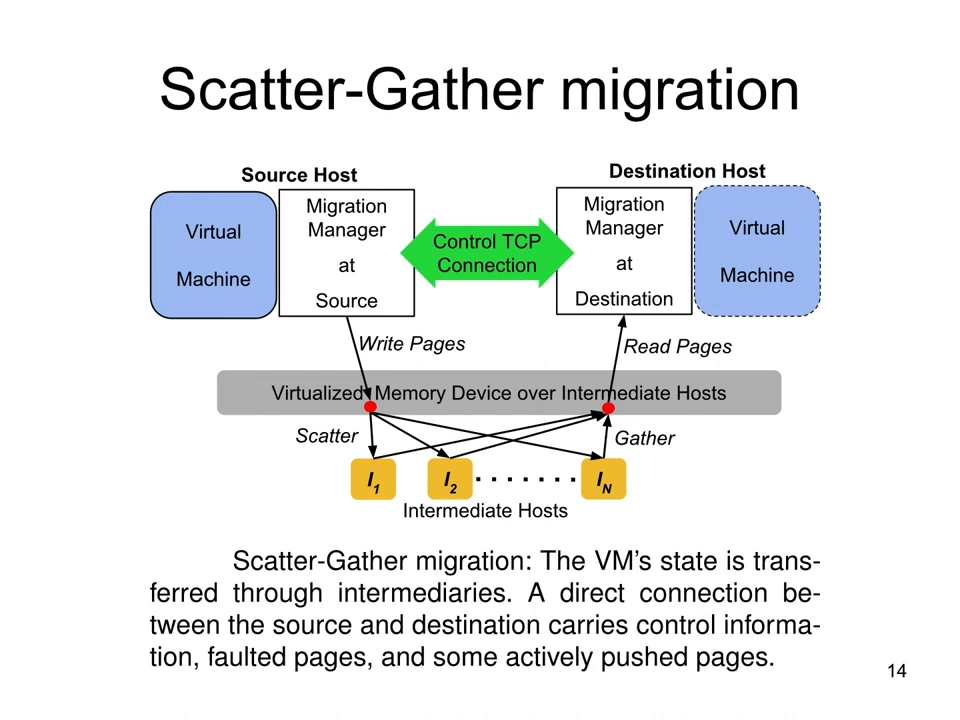 Scatter-Gather migration
Source Host
Destination Host
Virtual
Machine
Migration
Manager
at
Source
Control TCP
Connection
Migration
Manager
at
Destination
Virtual
Machine
Write Pages
Read Pages
Virtualized Memory Device over Intermediate Hosts
Scatter
Gather
I1
I2
. . . . . . .
IN
Intermediate Hosts
Scatter-Gather migration: The VM’s state is trans-
ferred through intermediaries. A direct connection be-
tween the source and destination carries control informa-
tion, faulted pages, and some actively pushed pages.
14